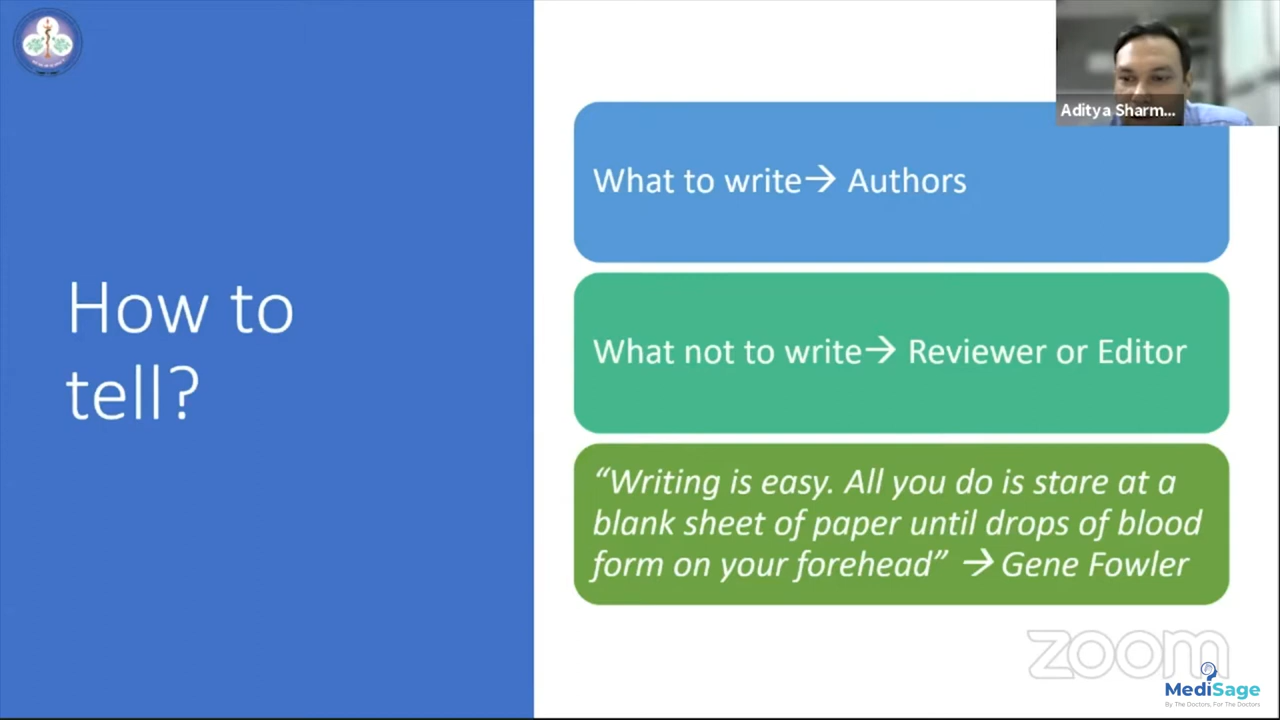 Aditya Sharm...
What to write→ Authors
How to
tell?
What not to write→ Reviewer or Editor
“Writing is easy. All you do is stare at a
blank sheet of paper until drops of blood
form on your forehead” → Gene Fowler
zoom
MediSage
By The Doctors, For The Doctors